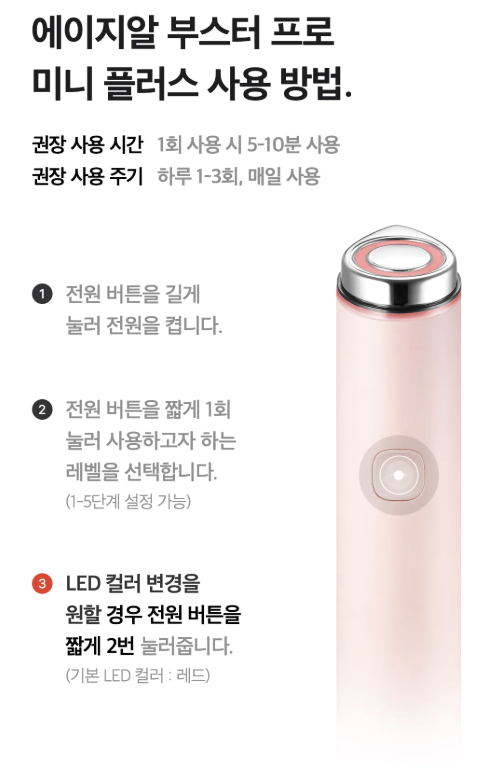 에이지알 부스터 프로
미니 플러스 사용 방법.
권장 사용 시간 1회 사용 시 5-10분 사용
권장 사용 주기 하루 1-3회, 매일 사용
1 전원 버튼을 길게
눌러 전원을 켭니다.
2 전원 버튼을 짧게 1회
눌러 사용하고자 하는
레벨을 선택합니다.
(1-5단계 설정 가능)
3 LED 컬러 변경을
원할 경우 전원 버튼을
짧게 2번 눌러줍니다.
(기본 LED 컬러 : 레드)